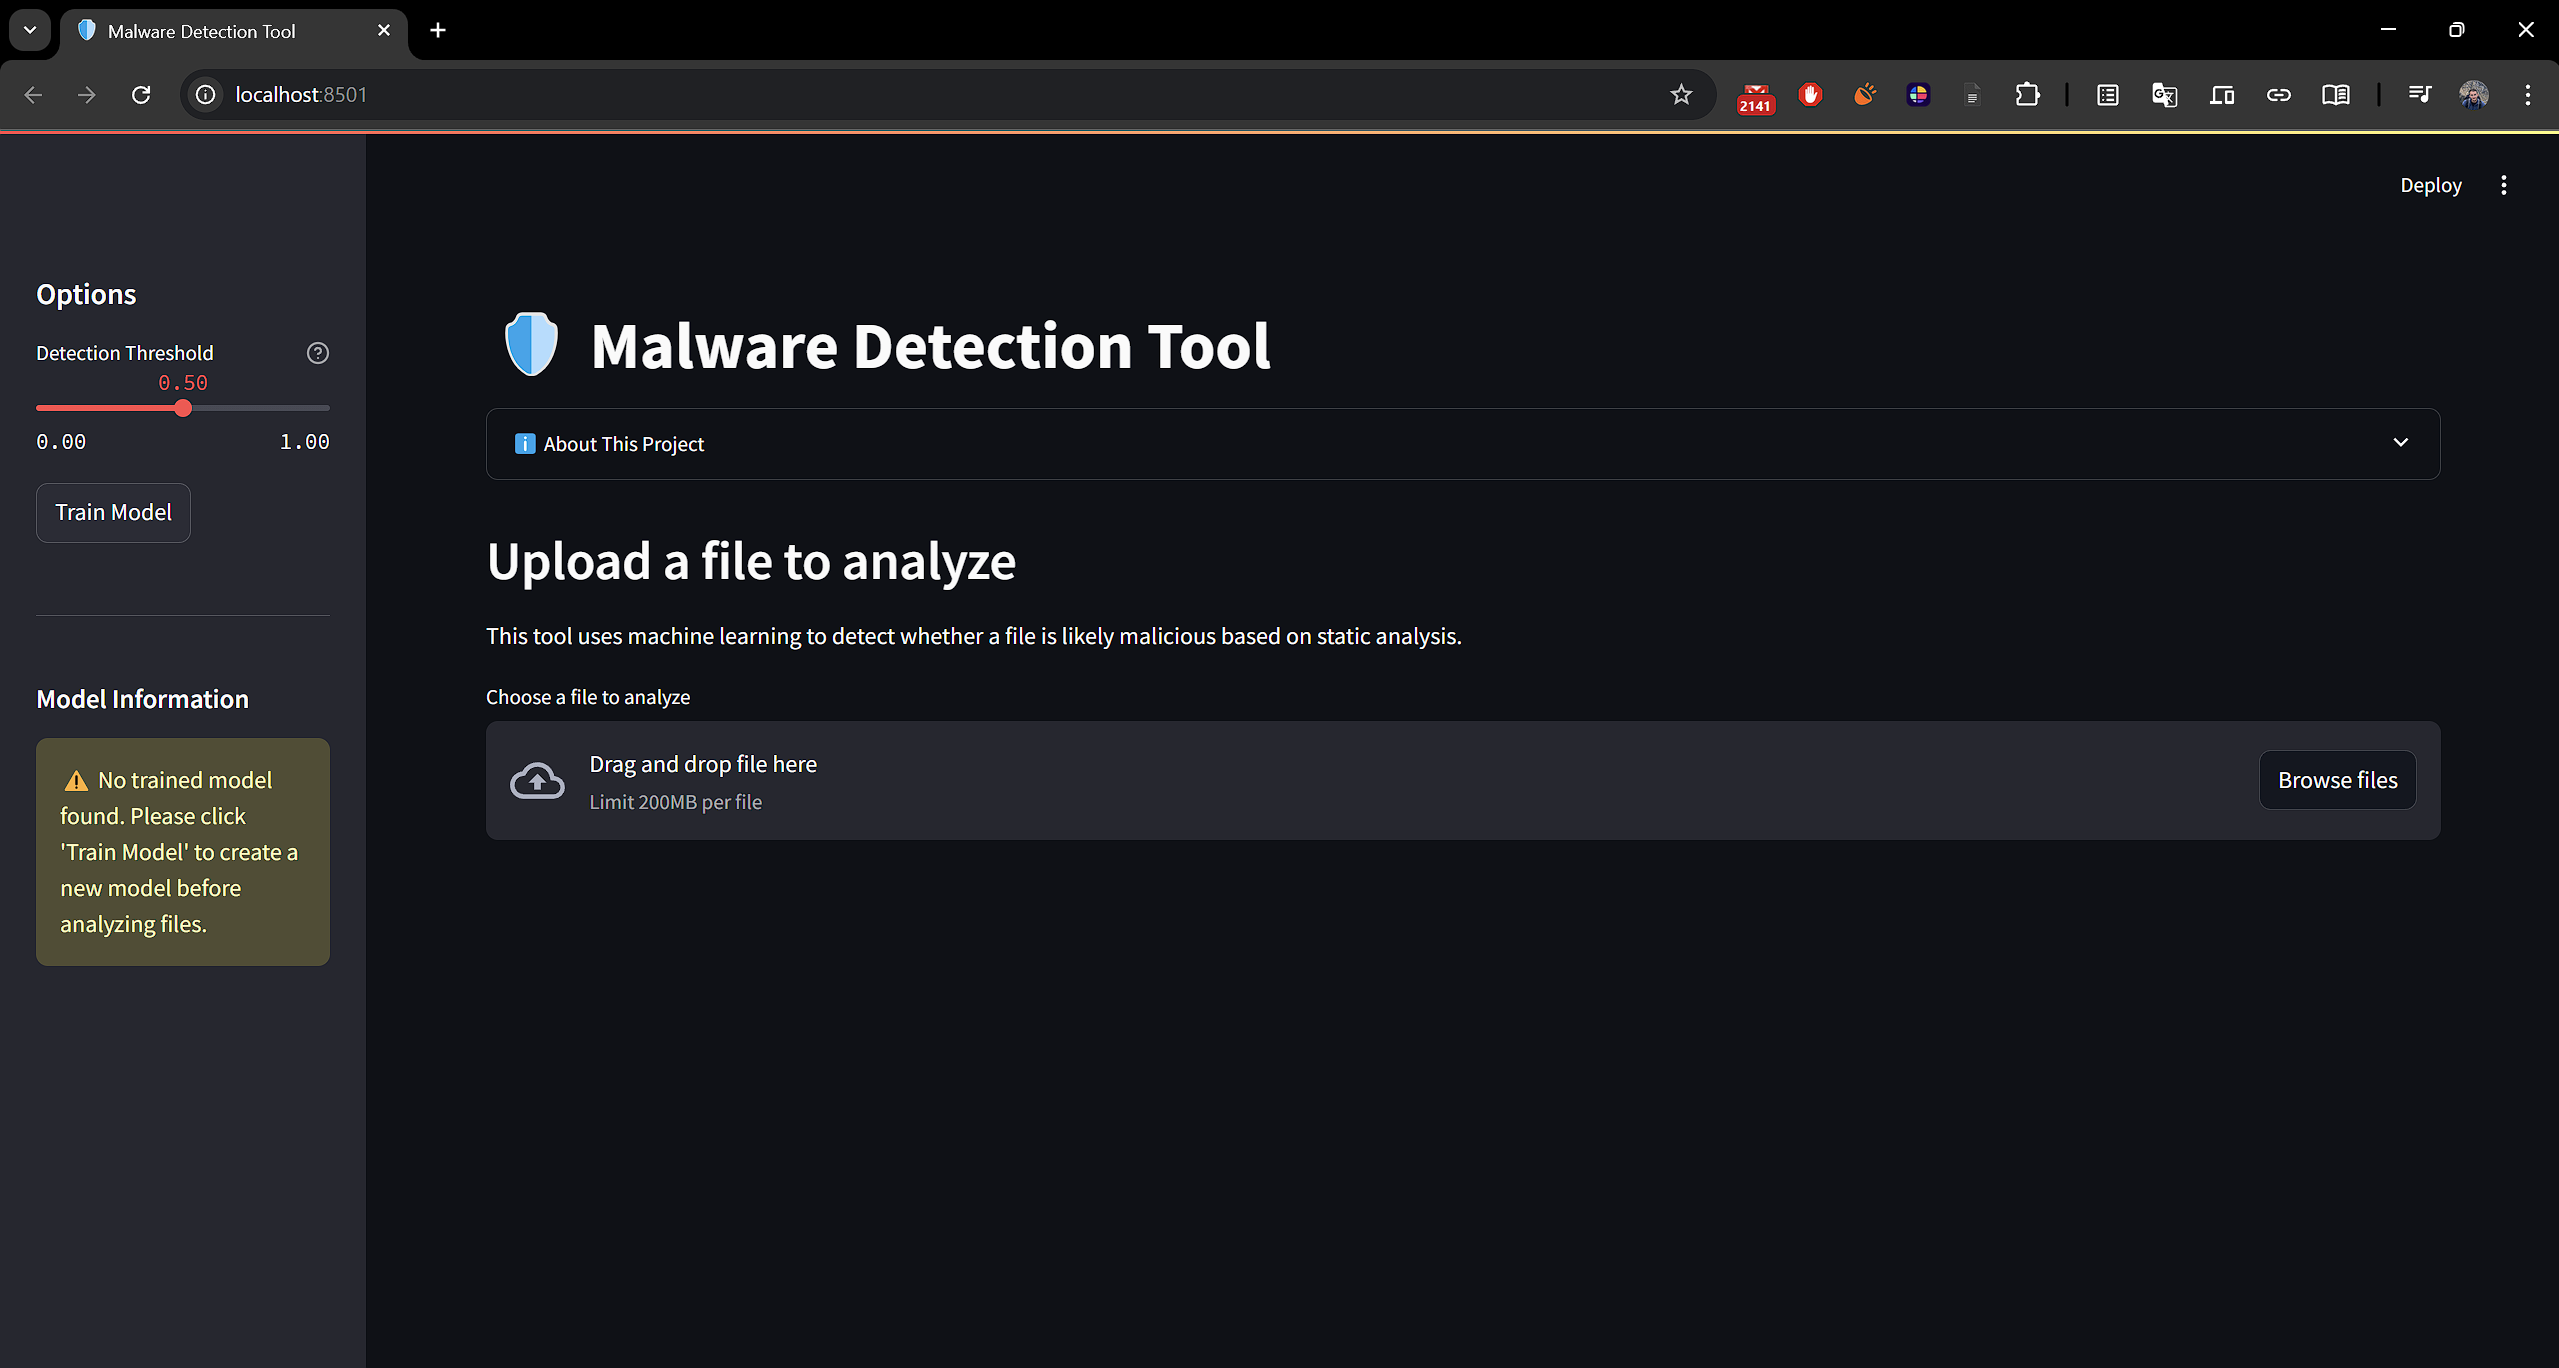 Malware Detection Tool
localhost:8501
2141
Deploy
Options
Detection Threshold
0.50
0.00 1.00
Train Model
Model Information
No trained model
found. Please click
'Train Model' to create a
new model before
analyzing files.
Malware Detection Tool
About This Project
Upload a file to analyze
This tool uses machine learning to detect whether a file is likely malicious based on static analysis.
Choose a file to analyze
Drag and drop file here
Limit 200MB per file
Browse files